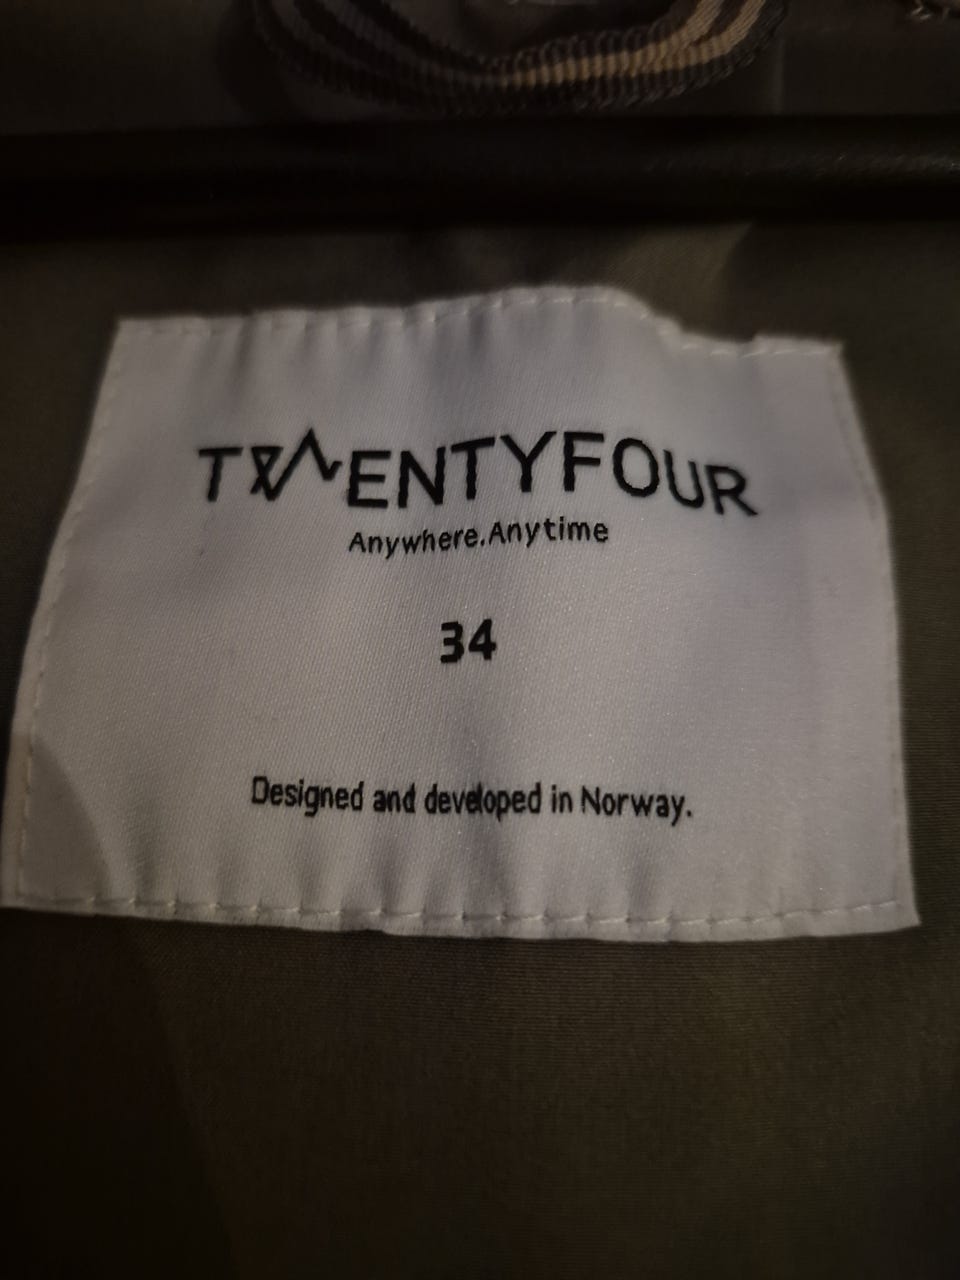 TWENTYFOUR
Anywhere.Anytime
34
Designed and developed in Norway.